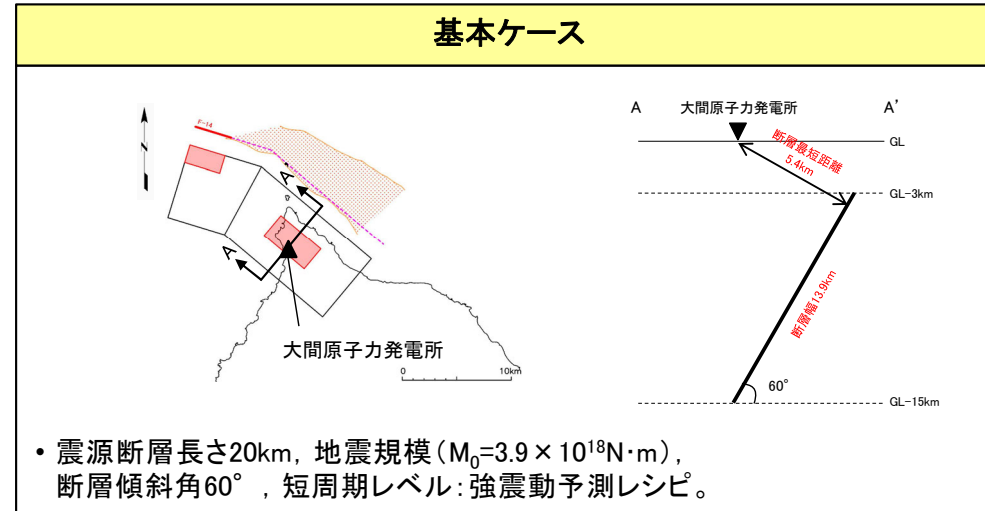 基本ケース
N
F-14
A
A
大間原子力発電所
0
10km
A
大間原子力発電所
A'
GL
断層最短距離
5.4km
GL-3km
断層幅13.9km
60°
GL-15km
• 震源断層長さ20km, 地震規模(M₀=3.9×10¹⁸N・m),
断層傾斜角60°, 短周期レベル:強震動予測レシピ。